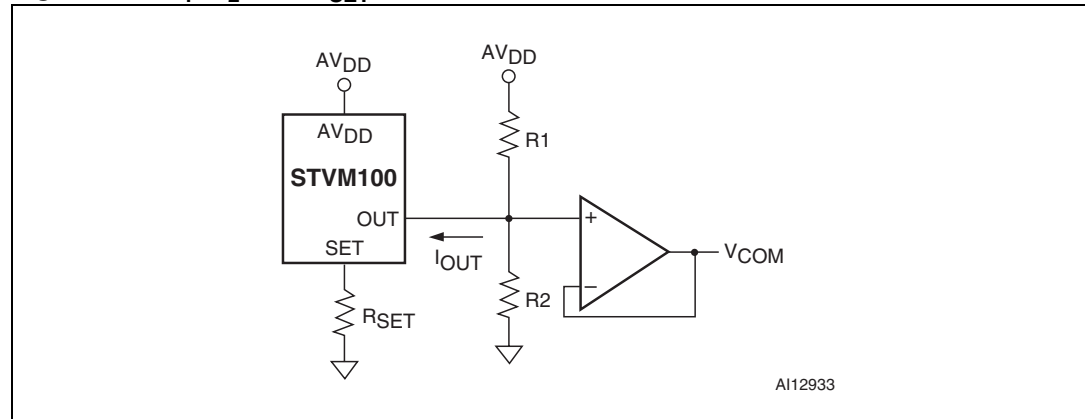 AVDD
AVDD
AVDD
R1
STVM100
OUT
+
SET
IOUT
VCOM
−
R2
RSET
AI12933